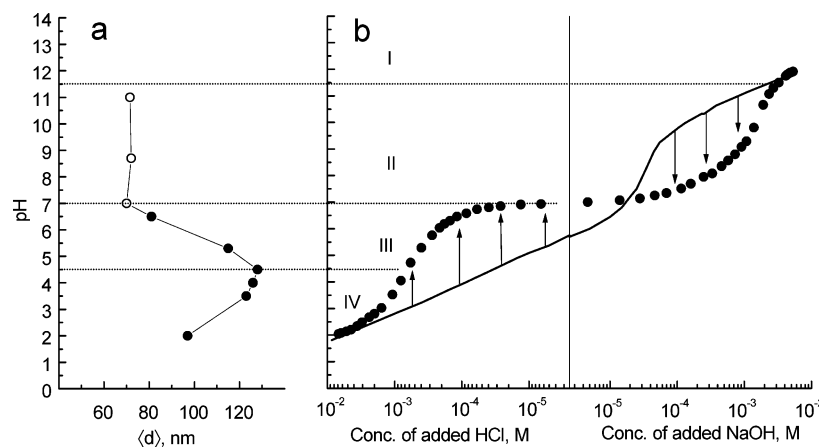 a
b
14
13
12
11
10
9
8
7
6
5
4
3
2
1
0
pH
I
II
III
IV
60 80 100 120
⟨d⟩, nm
10⁻² 10⁻³ 10⁻⁴ 10⁻⁵ 10⁻⁵ 10⁻⁴ 10⁻³ 10⁻²
Conc. of added HCl, M Conc. of added NaOH, M